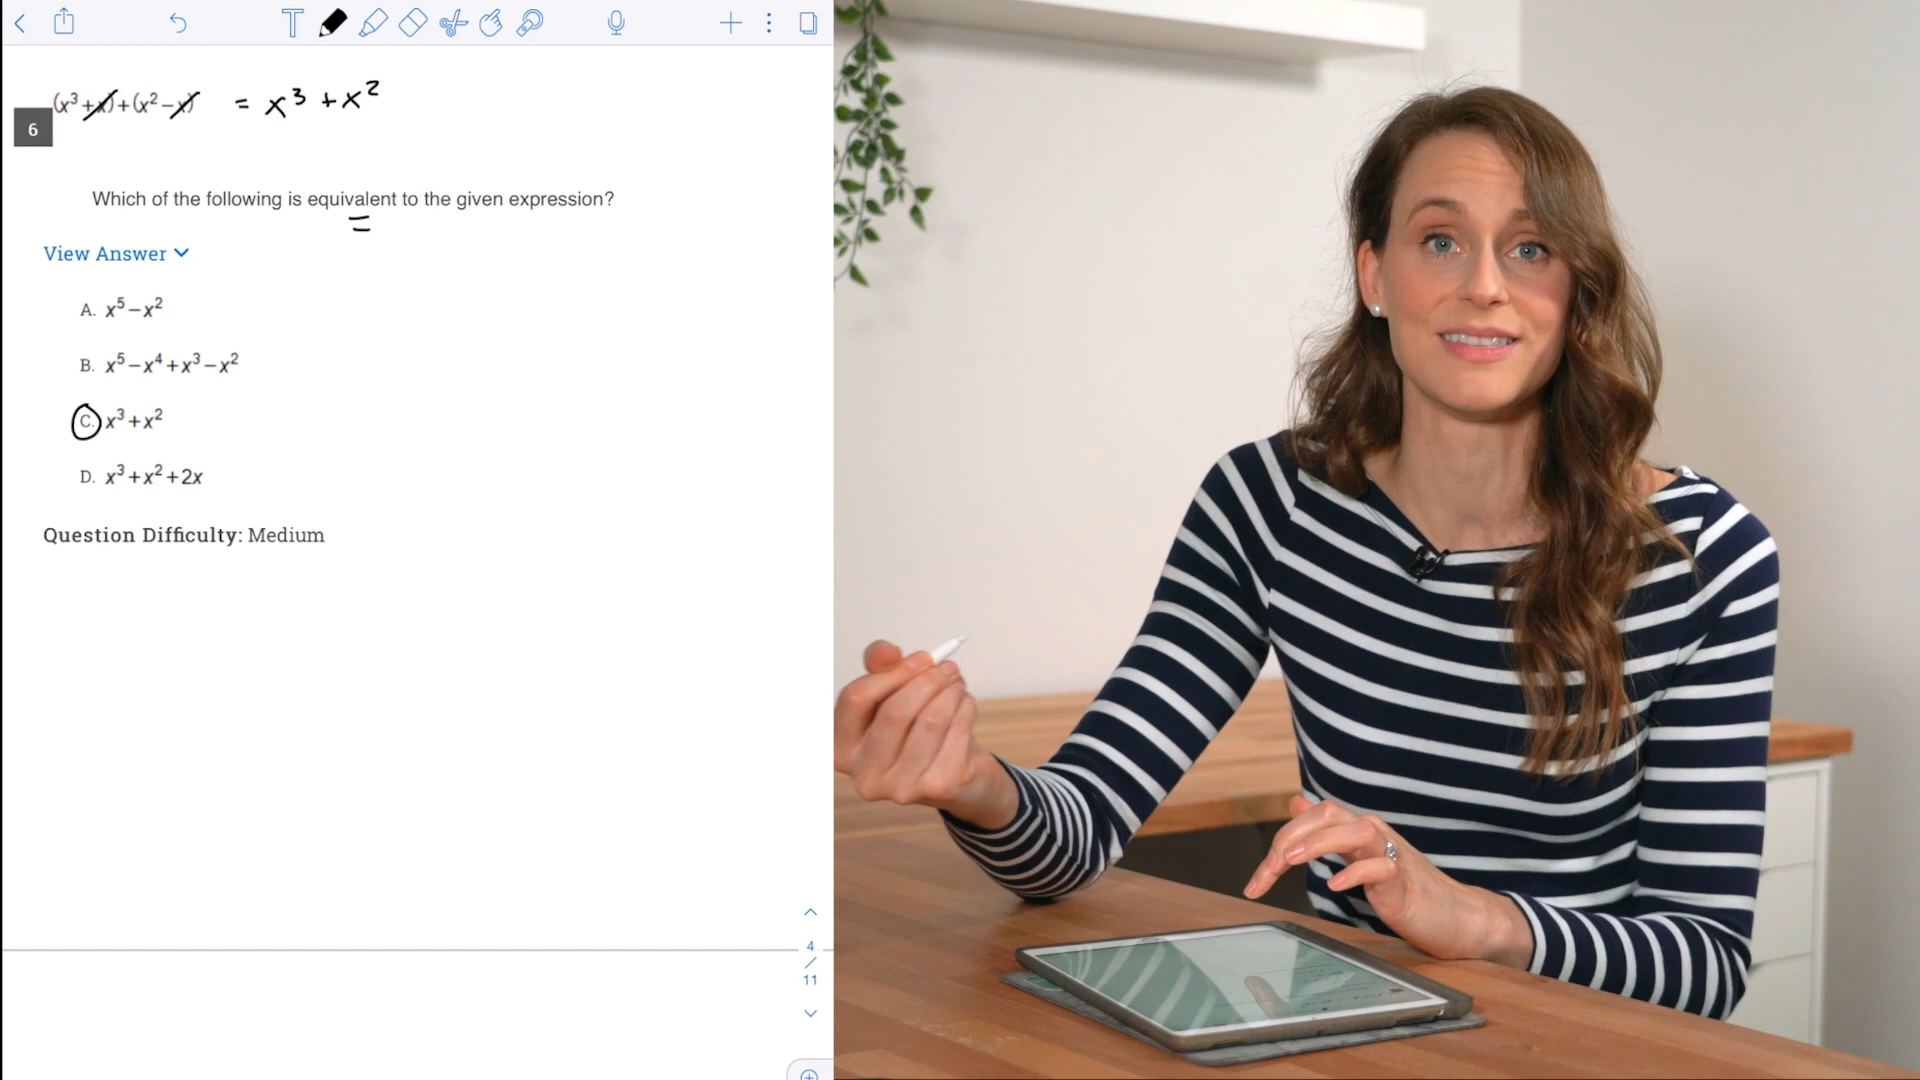 (x³+x)+(x²−x) = x³ + x²
6
Which of the following is equivalent to the given expression?
=
View Answer
A. x⁵−x²
B. x⁵−x⁴+x³−x²
C. x³+x²
D. x³+x²+2x
Question Difficulty: Medium
4
/
11